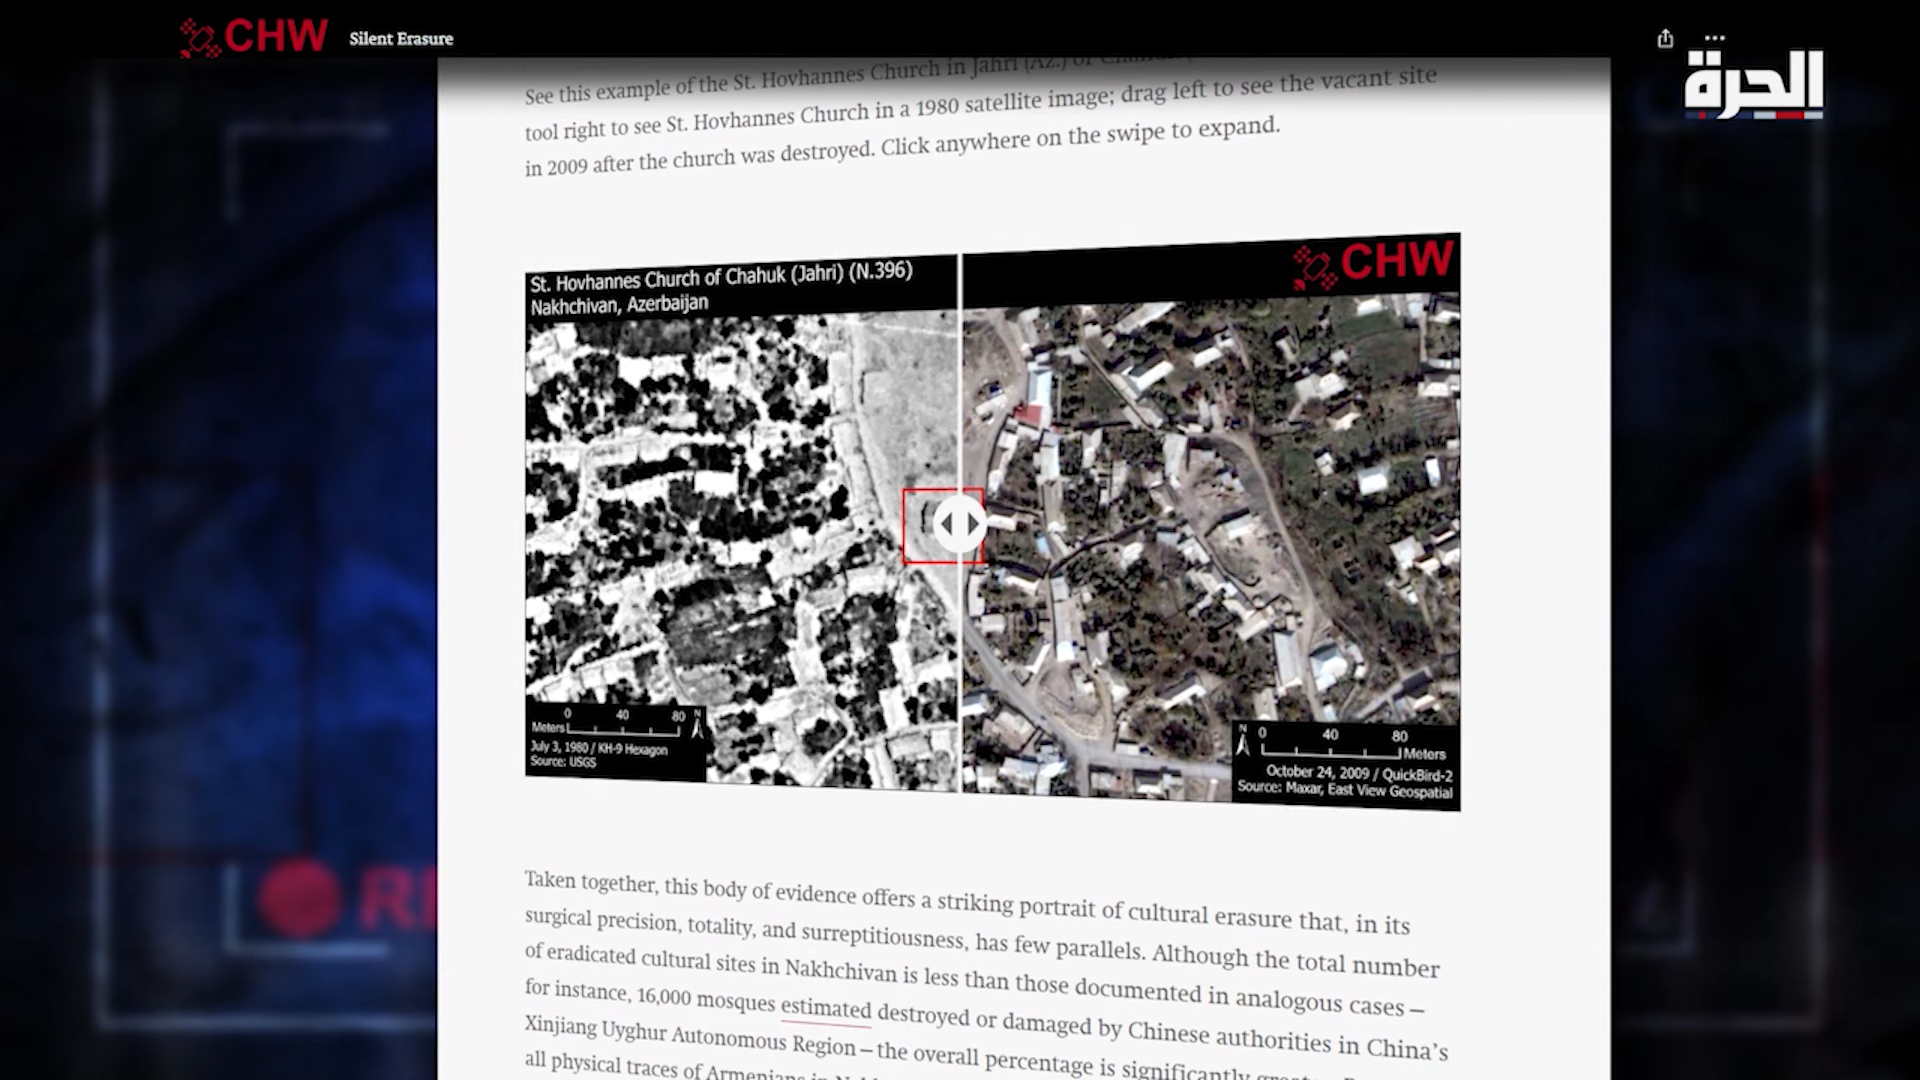 CHW Silent Erasure
الحرة
See this example of the St. Hovhannes Church in Jahri (Az.) or
tool right to see St. Hovhannes Church in a 1980 satellite image; drag left to see the vacant site
in 2009 after the church was destroyed. Click anywhere on the swipe to expand.
St. Hovhannes Church of Chahuk (Jahri) (N.396)
Nakhchivan, Azerbaijan
CHW
0 40 80 N
Meters
July 3, 1980 / KH-9 Hexagon
Source: USGS
N 0 40 80
Meters
October 24, 2009 / QuickBird-2
Source: Maxar, East View Geospatial
Taken together, this body of evidence offers a striking portrait of cultural erasure that, in its
surgical precision, totality, and surreptitiousness, has few parallels. Although the total number
of eradicated cultural sites in Nakhchivan is less than those documented in analogous cases —
for instance, 16,000 mosques estimated destroyed or damaged by Chinese authorities in China's
Xinjiang Uyghur Autonomous Region — the overall percentage is significantly
all physical traces of Armenians in